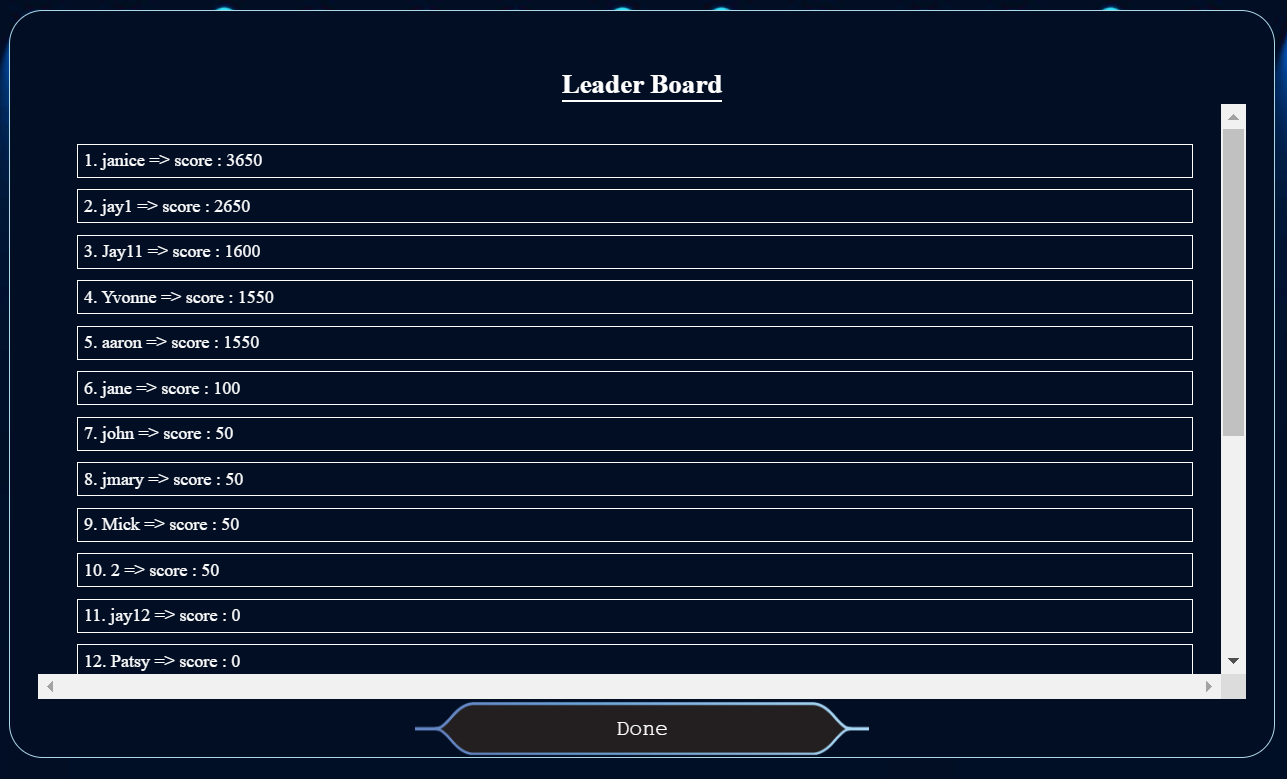 Leader Board
1. janice => score : 3650
2. jay1 => score : 2650
3. Jay11 => score : 1600
4. Yvonne => score : 1550
5. aaron => score : 1550
6. jane => score : 100
7. john => score : 50
8. jmary => score : 50
9. Mick => score : 50
10. 2 => score : 50
11. jay12 => score : 0
12. Patsy => score : 0
Done